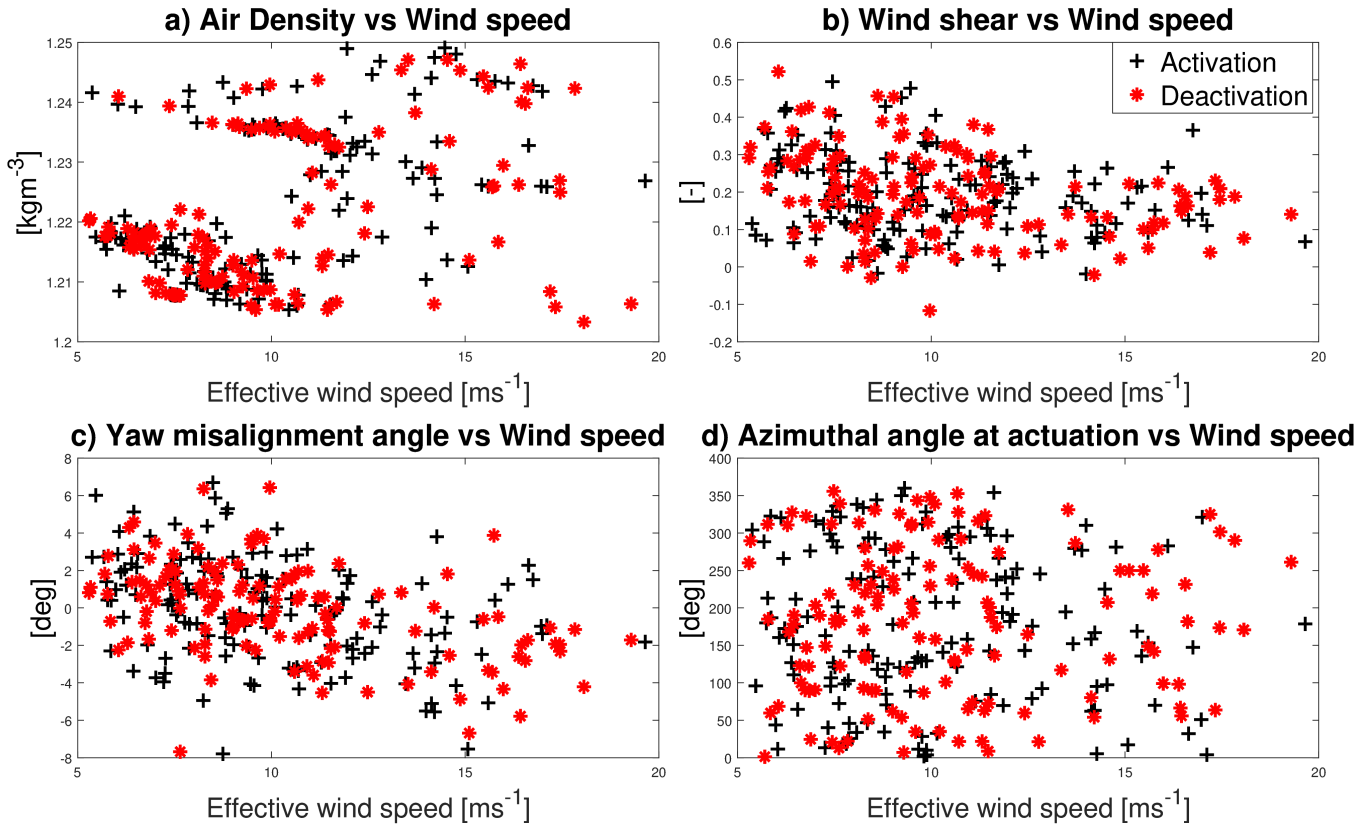 a) Air Density vs Wind speed
1.25
1.24
1.23
1.22
1.21
1.2
[kgm-3]
5 10 15 20
Effective wind speed [ms-1]
b) Wind shear vs Wind speed
0.6
0.5
0.4
0.3
0.2
0.1
0
-0.1
-0.2
[-]
Activation
Deactivation
5 10 15 20
Effective wind speed [ms-1]
c) Yaw misalignment angle vs Wind speed
8
6
4
2
0
-2
-4
-6
-8
[deg]
5 10 15 20
Effective wind speed [ms-1]
d) Azimuthal angle at actuation vs Wind speed
400
350
300
250
200
150
100
50
0
[deg]
5 10 15 20
Effective wind speed [ms-1]